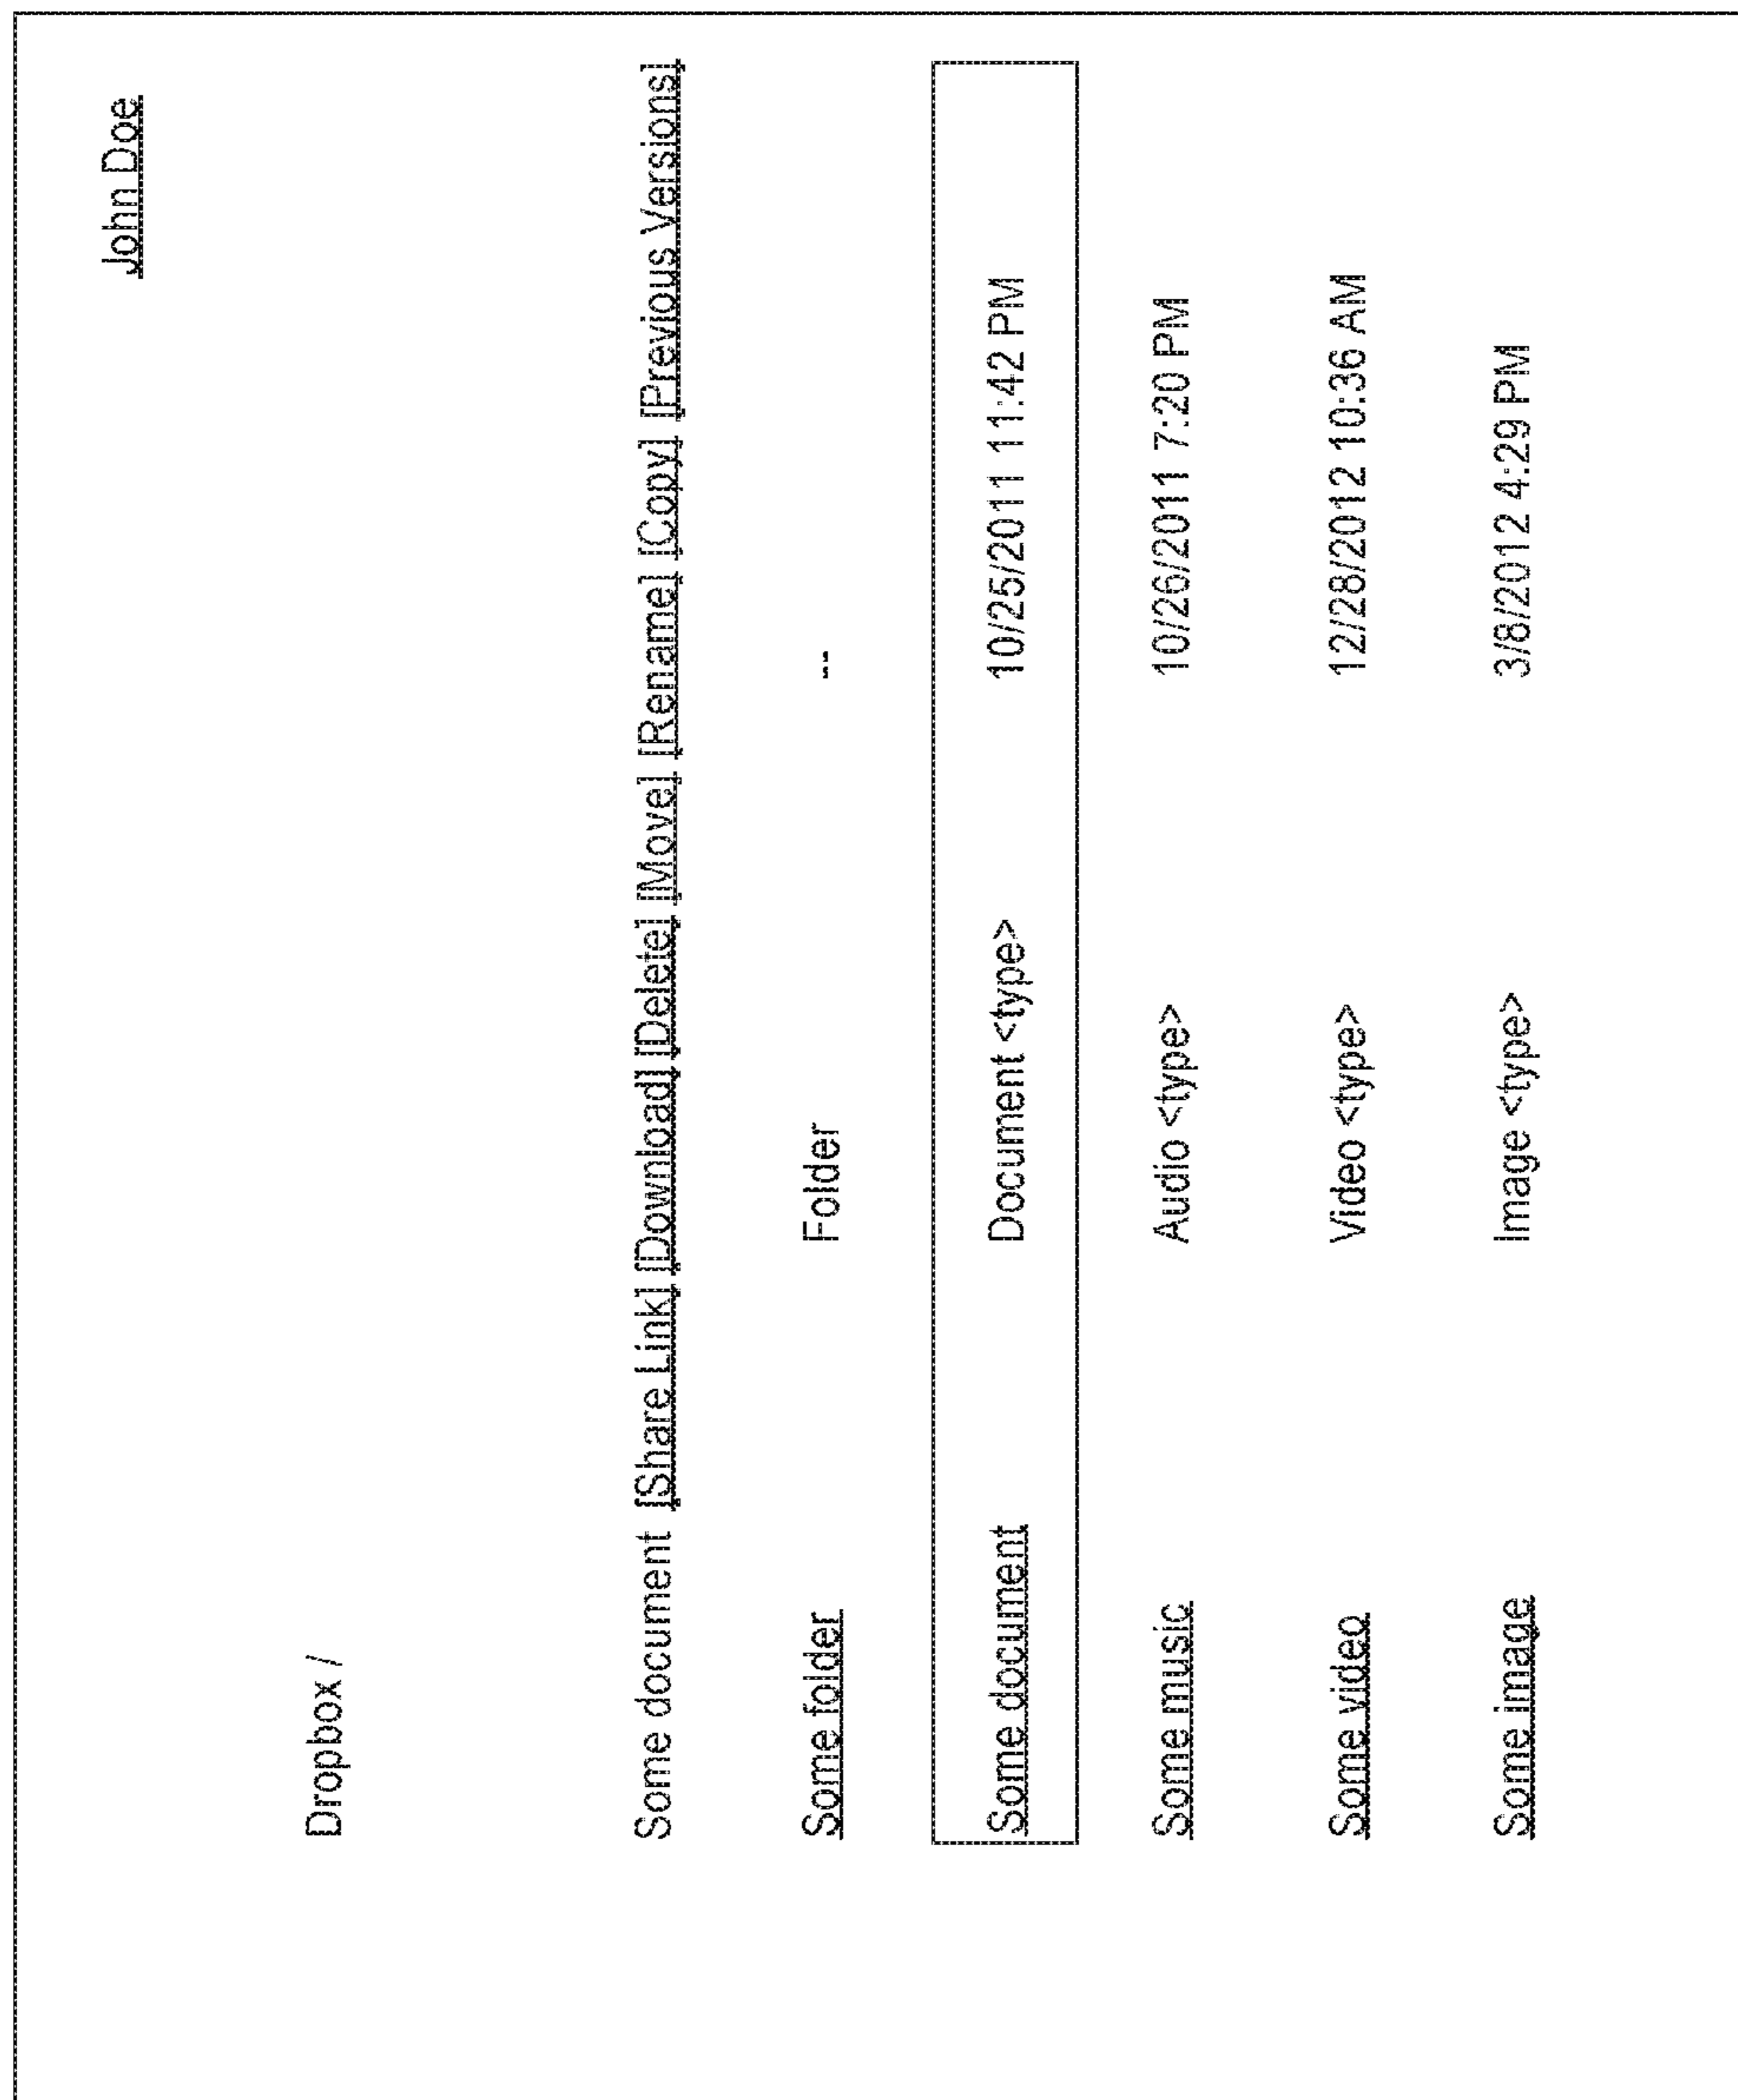 John Doe
Dropbox /
Some document [Share Link] [Download] [Delete] [Move] [Rename] [Copy] [Previous Versions]
Some folder Folder --
Some document Document <type> 10/25/2011 11:42 PM
Some music Audio <type> 10/26/2011 7:20 PM
Some video Video <type> 12/28/2012 10:36 AM
Some image Image <type> 3/8/2012 4:29 PM